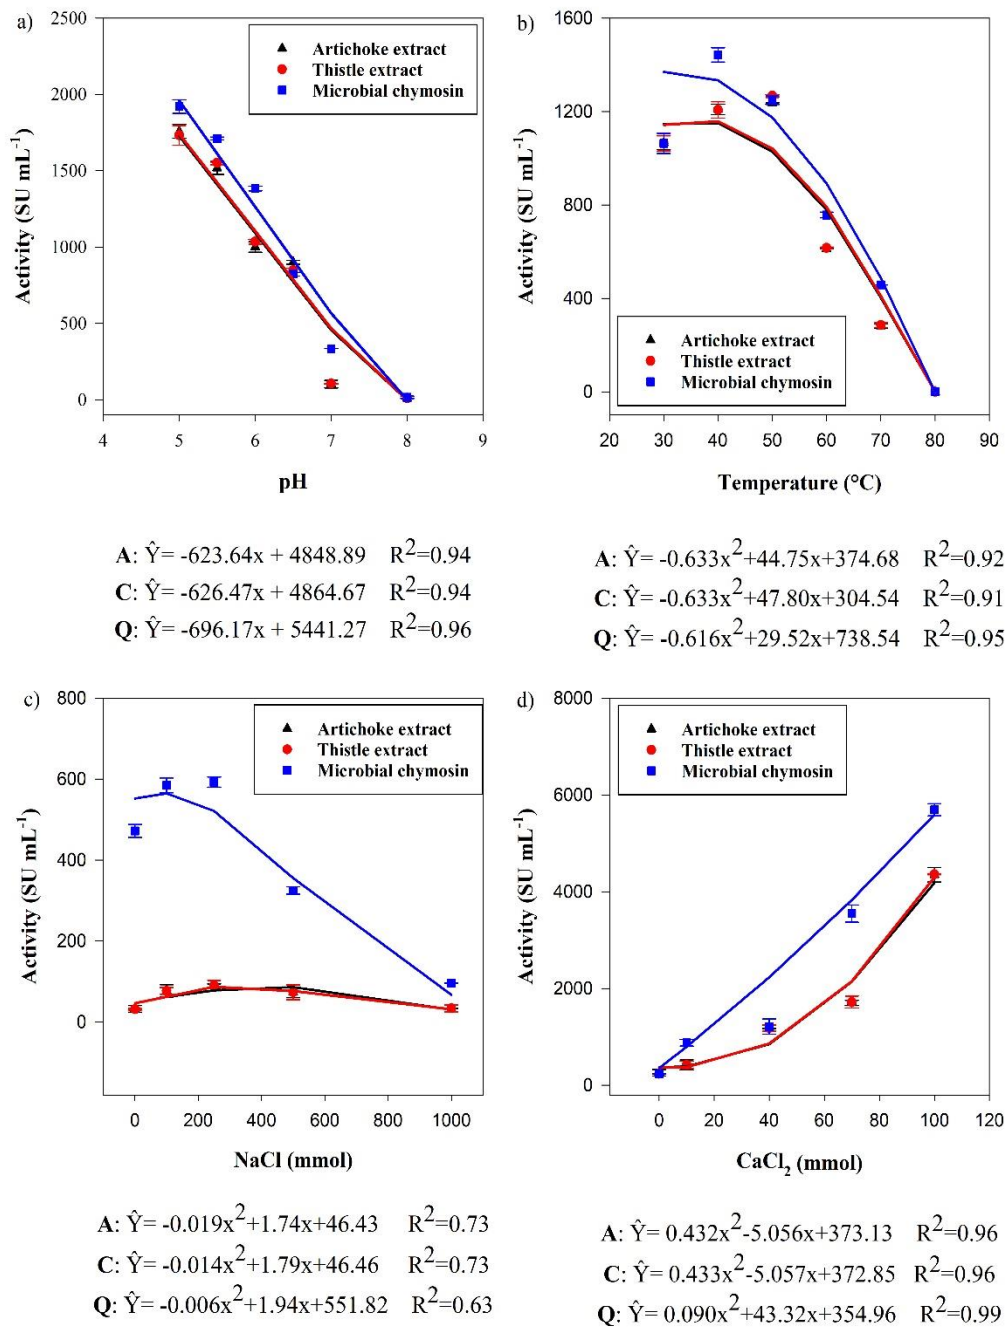 a)
2500
2000
1500
1000
500
0
Activity (SU mL-1)
Artichoke extract
Thistle extract
Microbial chymosin
4 5 6 7 8 9
pH
A: Ŷ= -623.64x + 4848.89 R2=0.94
C: Ŷ= -626.47x + 4864.67 R2=0.94
Q: Ŷ= -696.17x + 5441.27 R2=0.96
b)
1600
1200
800
400
0
Activity (SU mL-1)
Artichoke extract
Thistle extract
Microbial chymosin
20 30 40 50 60 70 80 90
Temperature (°C)
A: Ŷ= -0.633x2+44.75x+374.68 R2=0.92
C: Ŷ= -0.633x2+47.80x+304.54 R2=0.91
Q: Ŷ= -0.616x2+29.52x+738.54 R2=0.95
c)
800
600
400
200
0
Activity (SU mL-1)
Artichoke extract
Thistle extract
Microbial chymosin
0 200 400 600 800 1000
NaCl (mmol)
A: Ŷ= -0.019x2+1.74x+46.43 R2=0.73
C: Ŷ= -0.014x2+1.79x+46.46 R2=0.73
Q: Ŷ= -0.006x2+1.94x+551.82 R2=0.63
d)
8000
6000
4000
2000
0
Activity (SU mL-1)
Artichoke extract
Thistle extract
Microbial chymosin
0 20 40 60 80 100 120
CaCl2 (mmol)
A: Ŷ= 0.432x2-5.056x+373.13 R2=0.96
C: Ŷ= 0.433x2-5.057x+372.85 R2=0.96
Q: Ŷ= 0.090x2+43.32x+354.96 R2=0.99